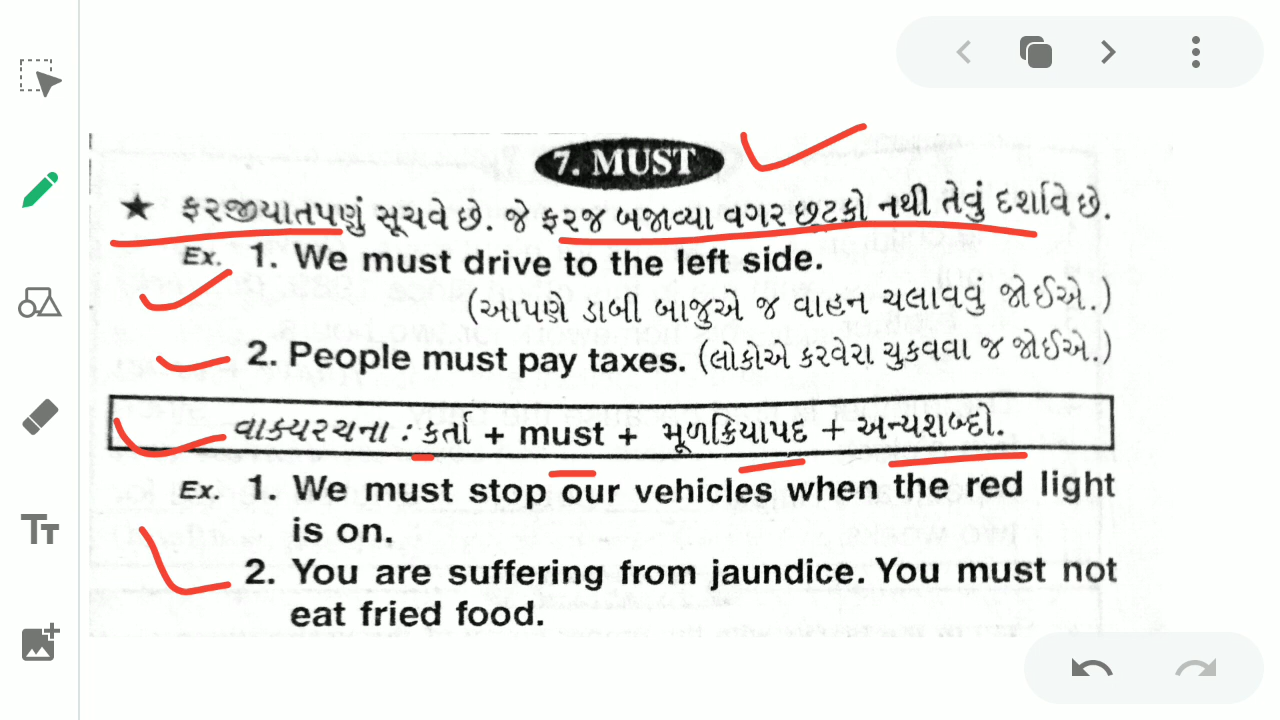 7. MUST
★ ફરજીયાતપણું સૂચવે છે. જે ફરજ બજાવ્યા વગર છટકો નથી તેવું દર્શાવે છે.
Ex. 1. We must drive to the left side.
(આપણે ડાબી બાજુએ જ વાહન ચલાવવું જોઈએ.)
2. People must pay taxes. (લોકોએ કરવેરા ચુકવવા જ જોઈએ.)
વાક્યરચના : કર્તા + must + મૂળક્રિયાપદ + અન્યશબ્દો.
Ex. 1. We must stop our vehicles when the red light
is on.
2. You are suffering from jaundice. You must not
eat fried food.
Tт